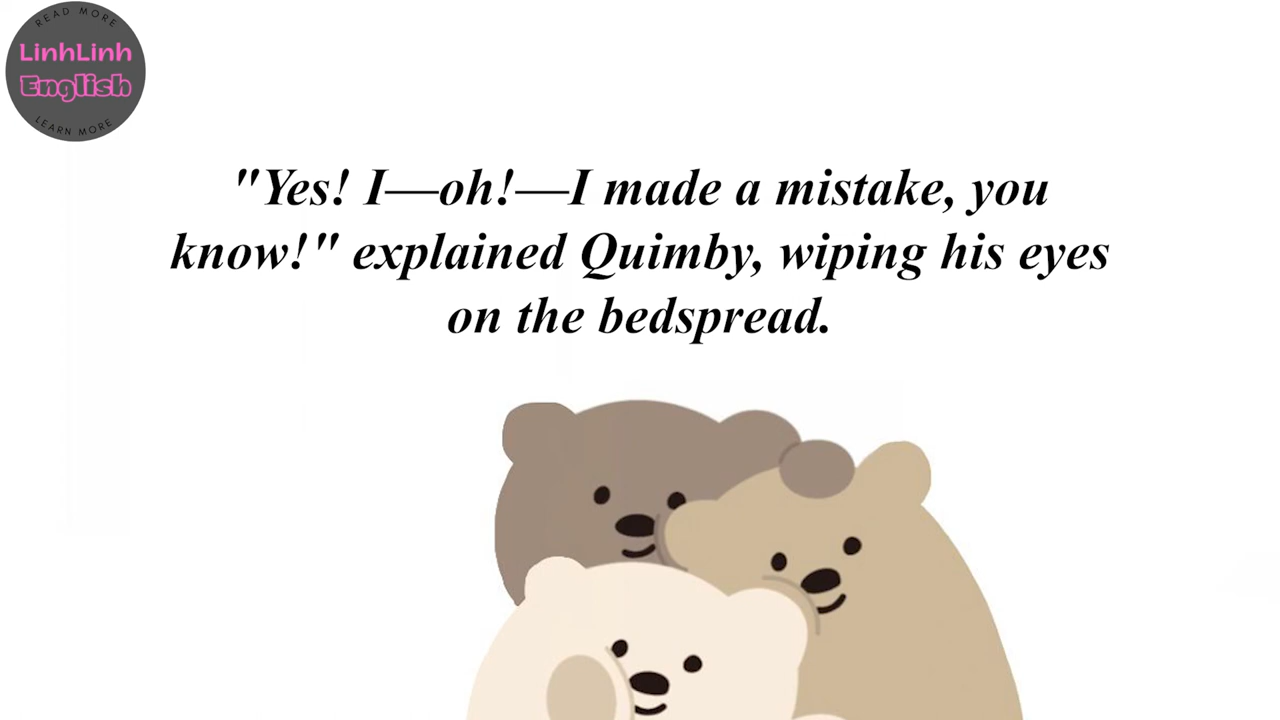 READ MORE
LinhLinh
English
LEARN MORE
"Yes! I—oh!—I made a mistake, you
know!" explained Quimby, wiping his eyes
on the bedspread.